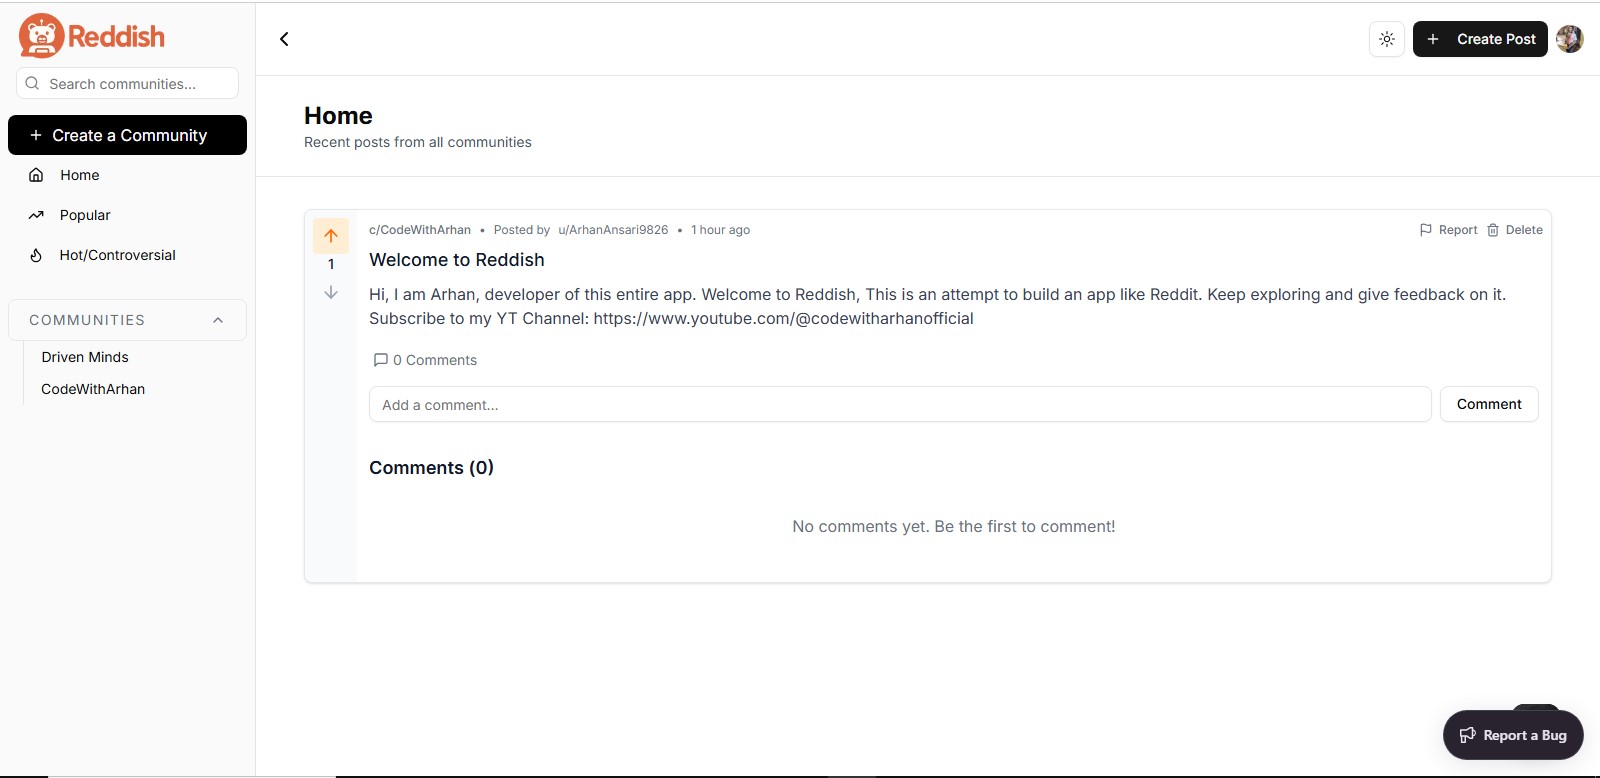 Reddish
Search communities...
Create a Community
Home
Popular
Hot/Controversial
COMMUNITIES
Driven Minds
CodeWithArhan
Create Post
Home
Recent posts from all communities
c/CodeWithArhan • Posted by u/ArhanAnsari9826 • 1 hour ago
Report Delete
1
Welcome to Reddish
Hi, I am Arhan, developer of this entire app. Welcome to Reddish, This is an attempt to build an app like Reddit. Keep exploring and give feedback on it.
Subscribe to my YT Channel: https://www.youtube.com/@codewitharhanofficial
0 Comments
Add a comment...
Comment
Comments (0)
No comments yet. Be the first to comment!
Report a Bug